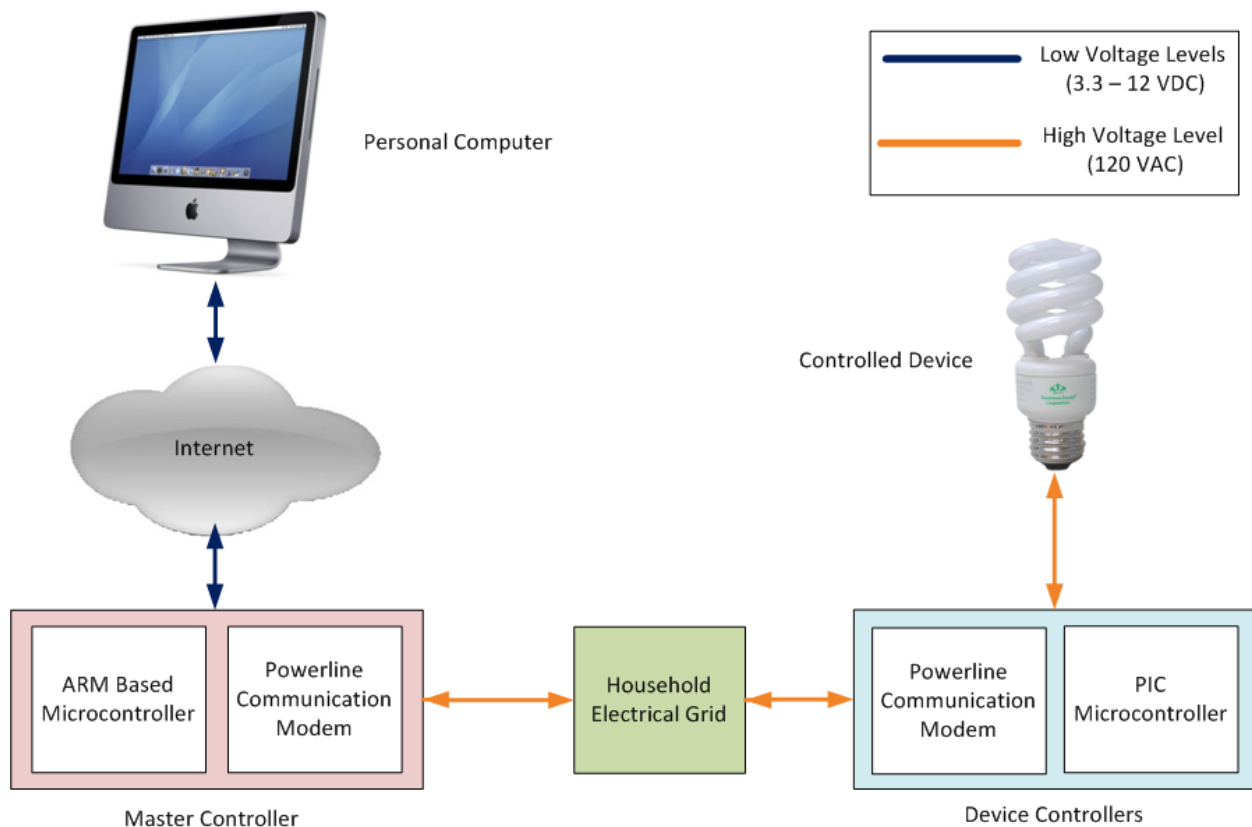 Personal Computer
Low Voltage Levels
(3.3 – 12 VDC)
High Voltage Level
(120 VAC)
Controlled Device
Internet
ARM Based
Microcontroller
Powerline
Communication
Modem
Household
Electrical Grid
Powerline
Communication
Modem
PIC
Microcontroller
Master Controller
Device Controllers